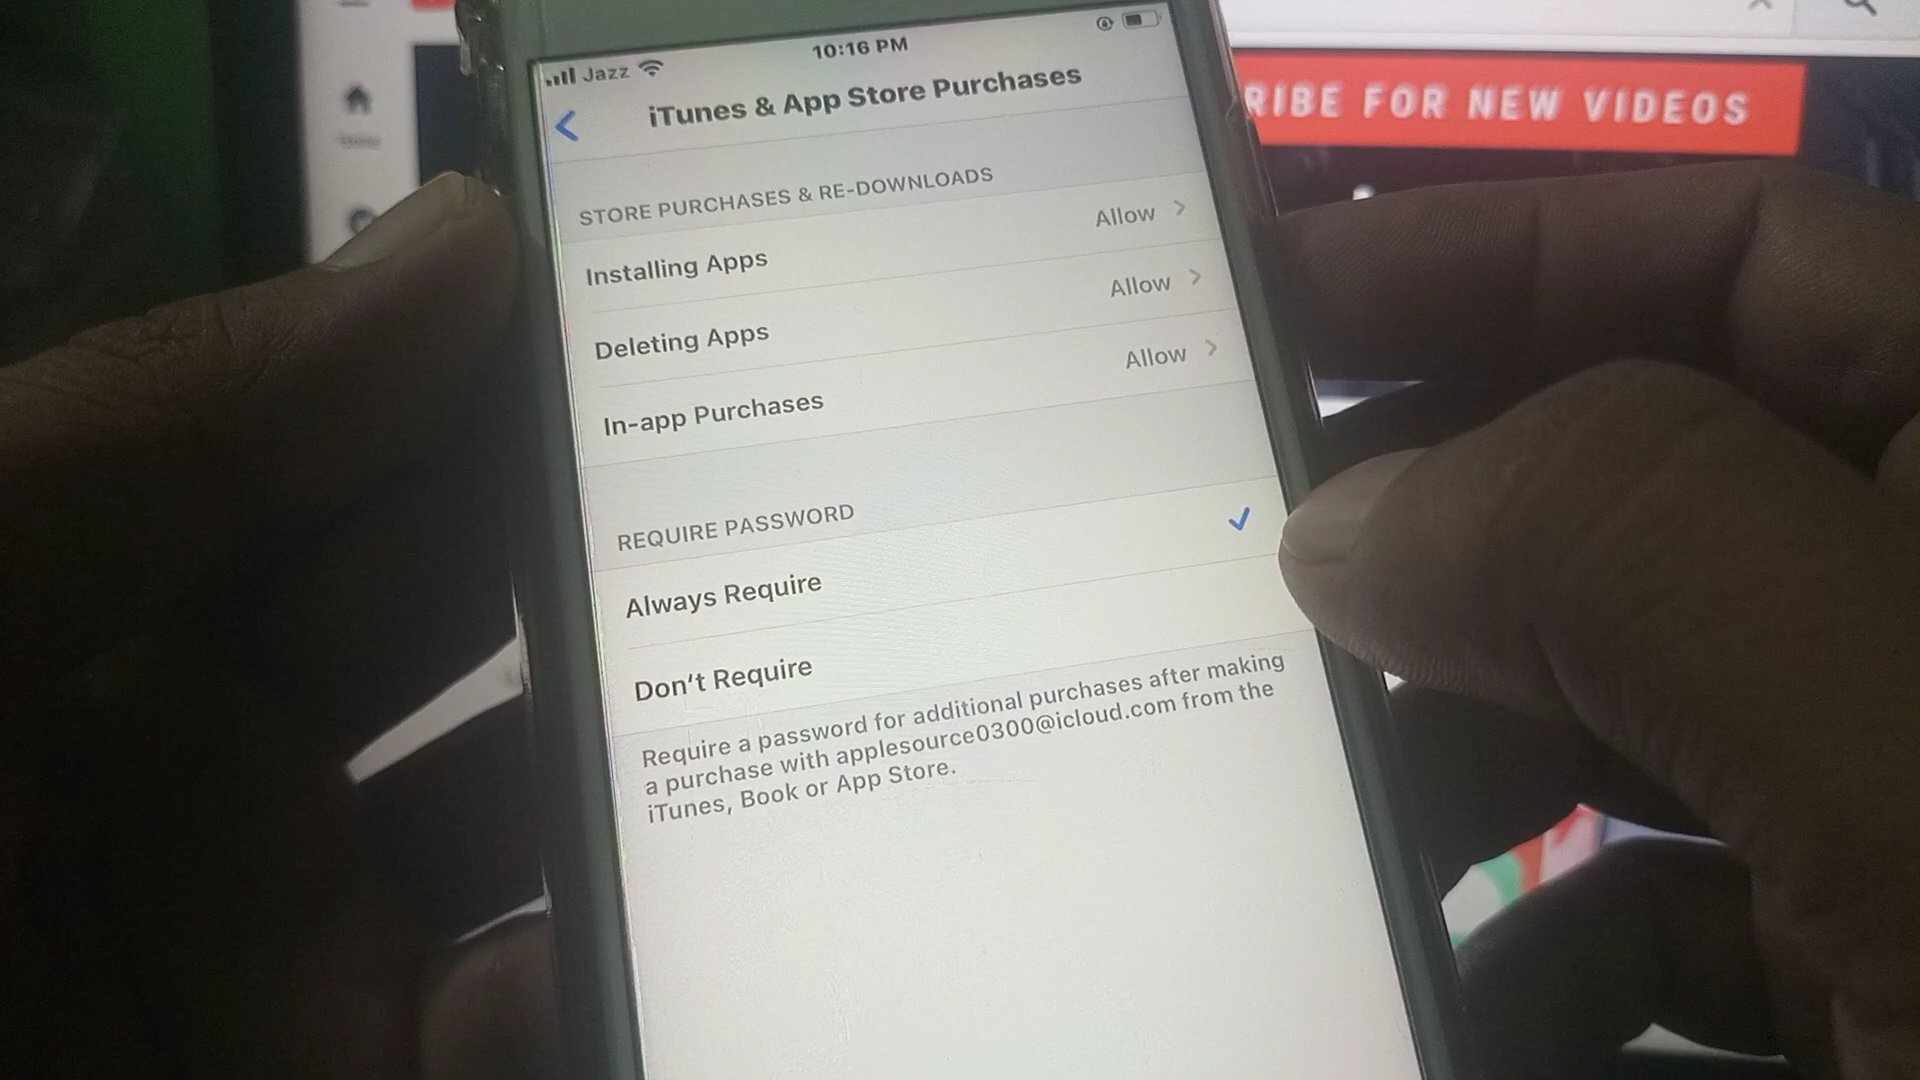 10:16 PM
Jazz
iTunes & App Store Purchases
STORE PURCHASES & RE-DOWNLOADS
Installing Apps Allow
Deleting Apps Allow
In-app Purchases Allow
REQUIRE PASSWORD
Always Require
Don't Require
Require a password for additional purchases after making
a purchase with applesource0300@icloud.com from the
iTunes, Book or App Store.
RIBE FOR NEW VIDEOS